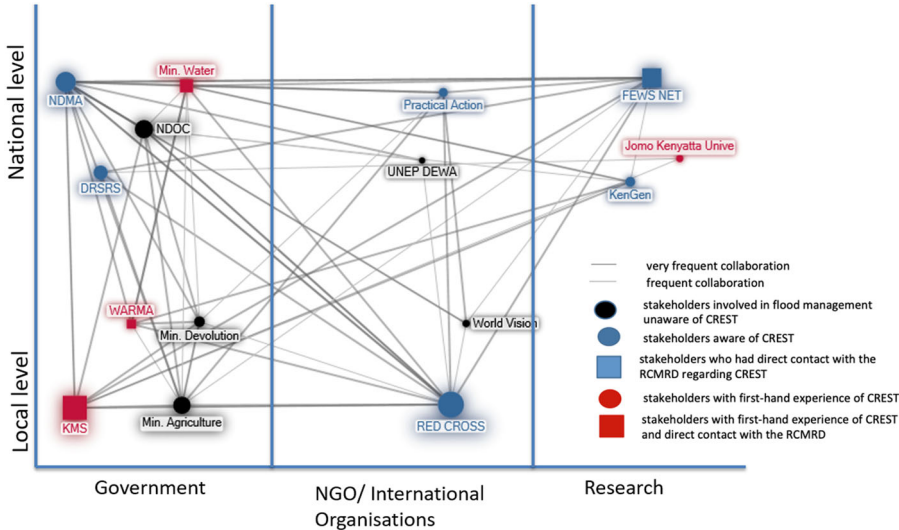 National level
Local level
Min. Water
NDMA
Practical Action
FEWS NET
NDOC
Jomo Kenyatta Unive
UNEP DEWA
DRSRS
KenGen
WARMA
Min. Devolution
World Vision
KMS
Min. Agriculture
RED CROSS
very frequent collaboration
frequent collaboration
stakeholders involved in flood management
unaware of CREST
stakeholders aware of CREST
stakeholders who had direct contact with the
RCMRD regarding CREST
stakeholders with first-hand experience of CREST
stakeholders with first-hand experience of CREST
and direct contact with the RCMRD
Government
NGO/ International
Organisations
Research